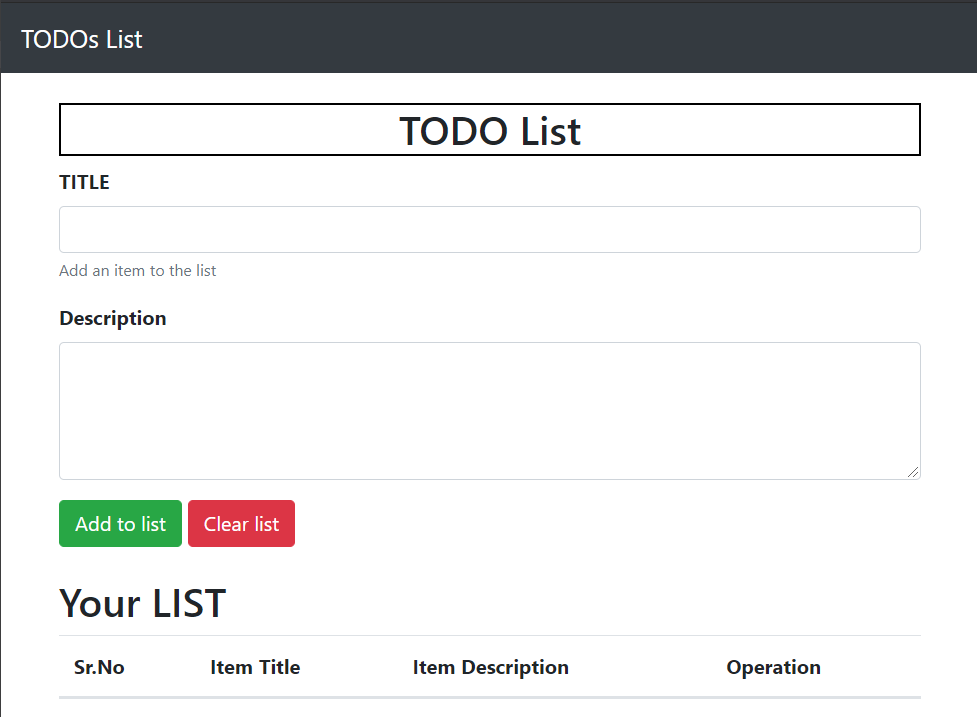 TODOs List
TODO List
TITLE
Add an item to the list
Description
Add to list Clear list
Your LIST
Sr.No Item Title Item Description Operation